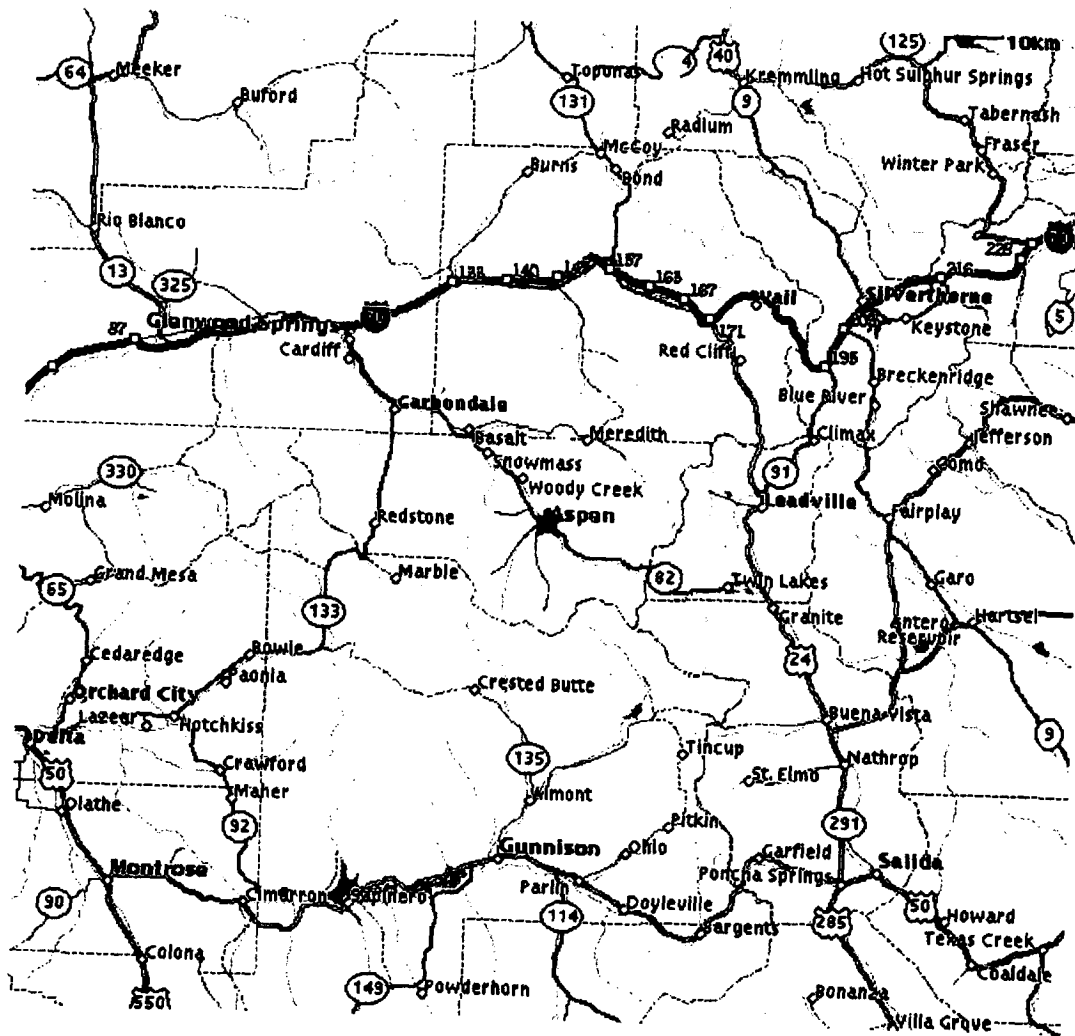 125
10km
40
64
Meeker
Toponas
4
Kremmling
Hot Sulphur Springs
Buford
131
9
Tabernash
Radium
McCoy
Fraser
Burns
Bond
Winter Park
Rio Blanco
223
157
13
133
140
216
325
163
167
Vail
Silverthorne
87
Glenwood Springs
70
171
Keystone
5
Cardiff
Red Cliff
195
Breckenridge
Blue River
Carbondale
Shawnee
Basalt
Meredith
Climax
Jefferson
Snowmass
330
91
Como
Woody Creek
Molina
Leadville
Redstone
Aspen
Fairplay
Grand Mesa
Marble
82
Twin Lakes
Garo
65
133
Granite
Antero
Reservoir
Hartsel
Cedaredge
Bowie
24
Paonia
Crested Butte
Orchard City
Lazear
Hotchkiss
Buena Vista
Delta
9
Tincup
50
Crawford
135
Nathrop
St. Elmo
Maher
Almont
Olathe
92
Pitkin
291
Gunnison
Ohio
Garfield
Salida
Montrose
Parlin
Poncha Springs
Cimarron
Sapinero
90
Doyleville
50
114
285
Howard
Sargents
Texas Creek
Colona
Coaldale
149
Powderhorn
550
Bonanza
Villa Grove